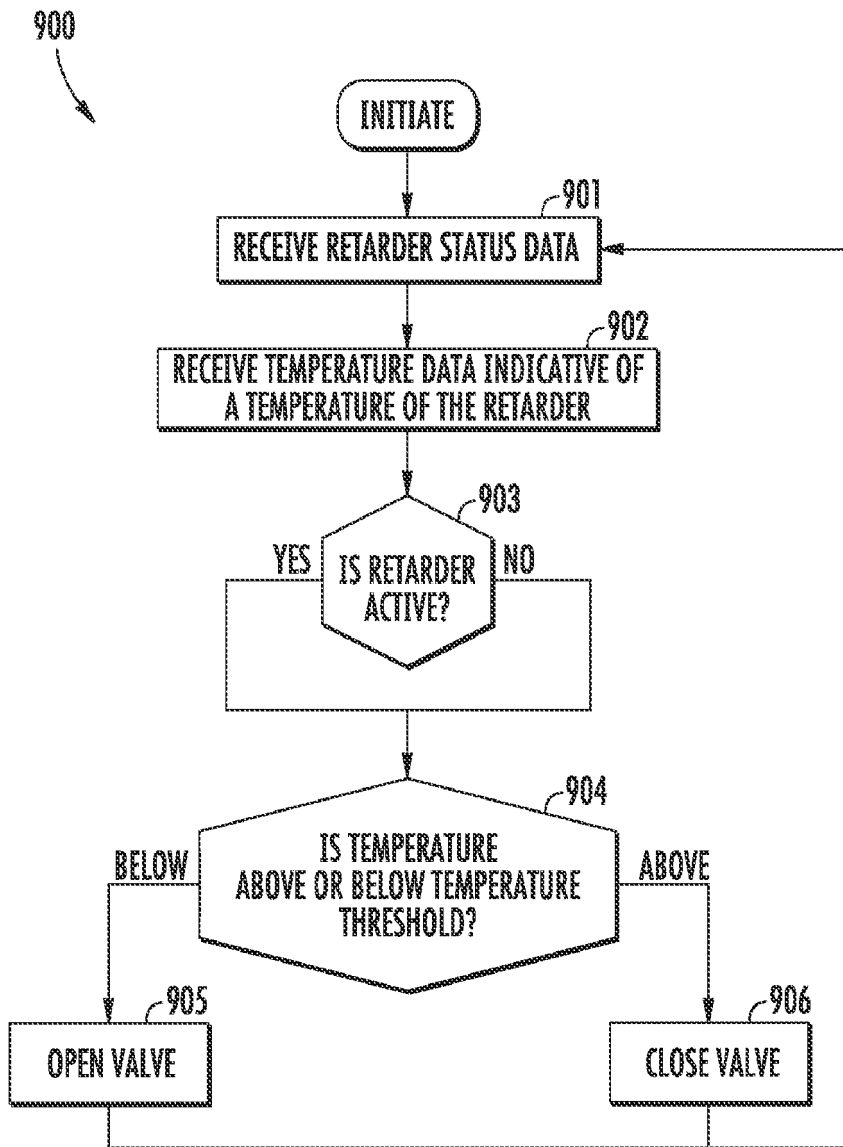 900
INITIATE
901
RECEIVE RETARDER STATUS DATA
902
RECEIVE TEMPERATURE DATA INDICATIVE OF
A TEMPERATURE OF THE RETARDER
903
YES
NO
IS RETARDER
ACTIVE?
904
IS TEMPERATURE
ABOVE OR BELOW TEMPERATURE
THRESHOLD?
BELOW
ABOVE
905
OPEN VALVE
906
CLOSE VALVE